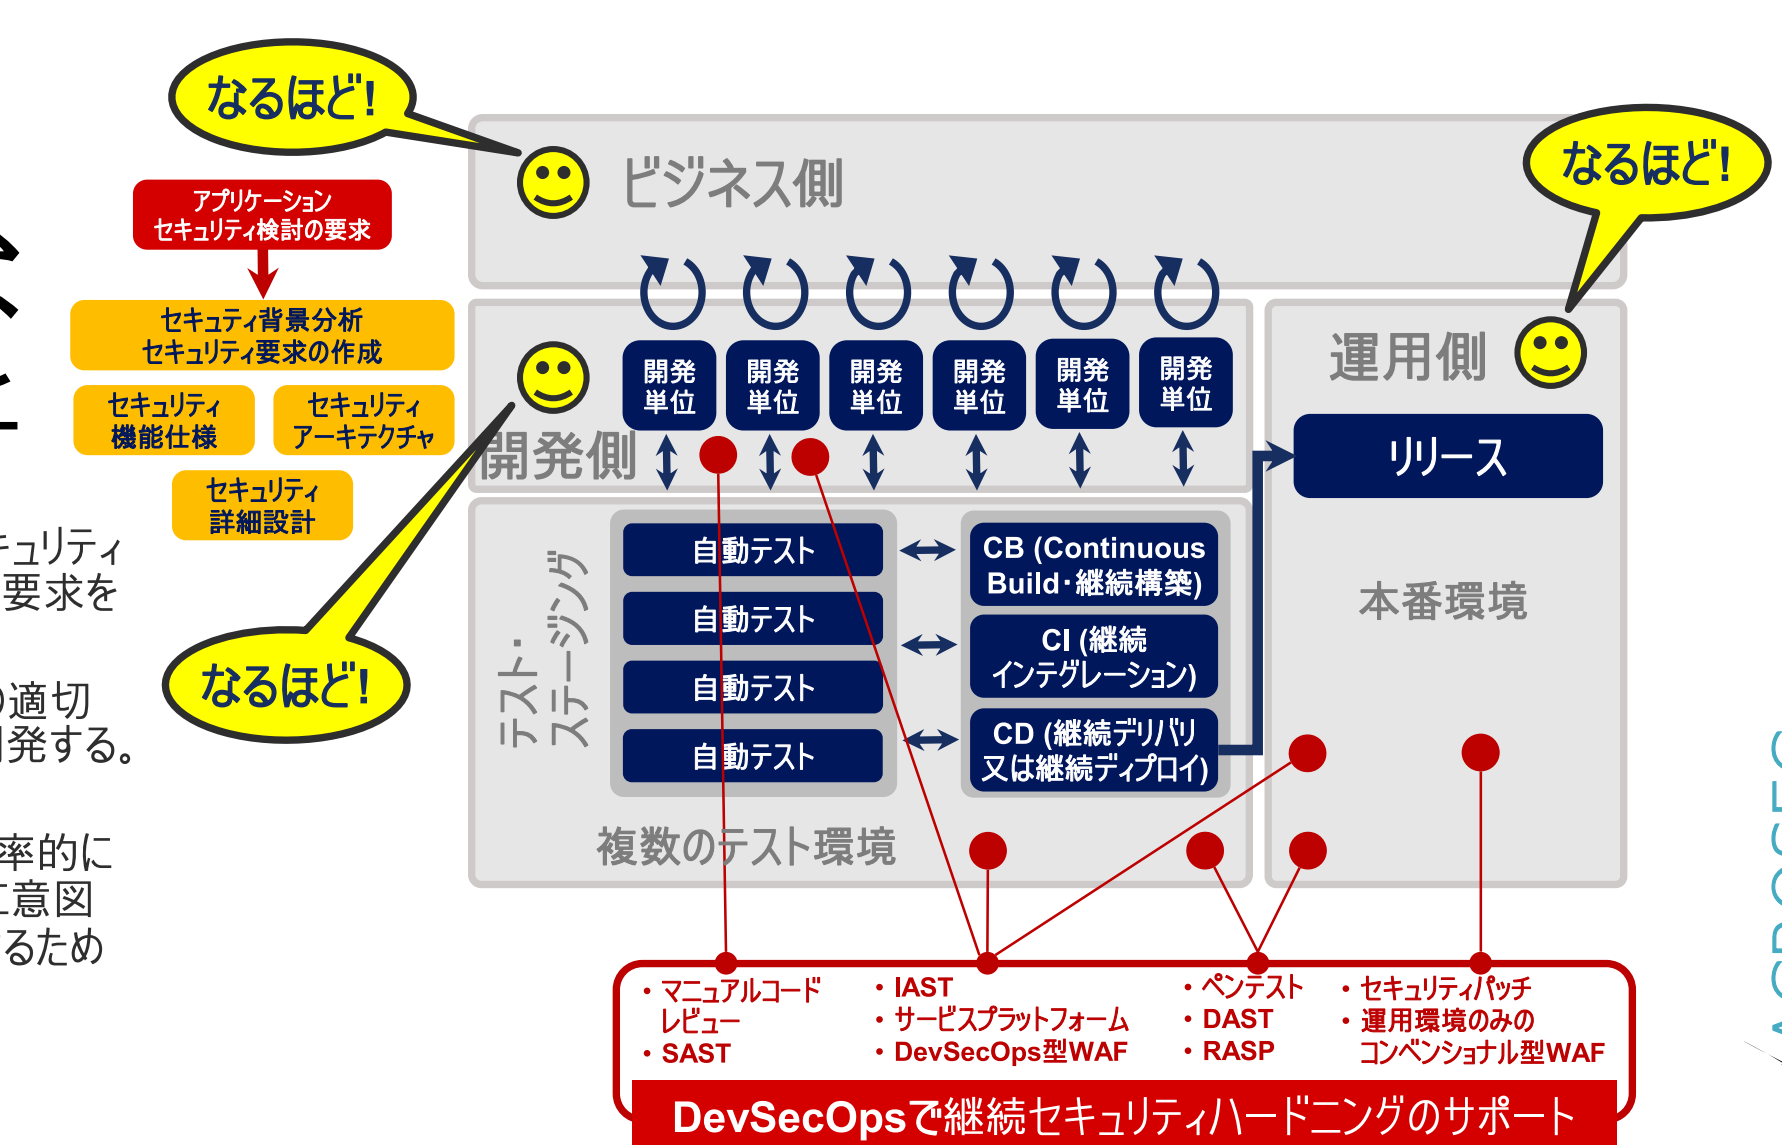 なるほど!
ビジネス側
なるほど!
アプリケーション
セキュリティ検討の要求
セキュティ背景分析
セキュリティ要求の作成
セキュリティ
機能仕様
セキュリティ
アーキテクチャ
セキュリティ
詳細設計
開発
単位
開発
単位
開発
単位
開発
単位
開発
単位
開発
単位
開発側
運用側
リリース
本番環境
キュリティ
要求を
の適切
開発する。
率的に
に意図
るため
なるほど!
テスト・
ステージング
自動テスト
自動テスト
自動テスト
自動テスト
CB (Continuous
Build・継続構築)
CI (継続
インテグレーション)
CD (継続デリバリ
又は継続ディプロイ)
複数のテスト環境
・マニュアルコード
レビュー
・SAST
・IAST
・サービスプラットフォーム
・DevSecOps型WAF
・ペンテスト
・DAST
・RASP
・セキュリティパッチ
・運用環境のみの
コンベンショナル型WAF
DevSecOpsで継続セキュリティハードニングのサポート